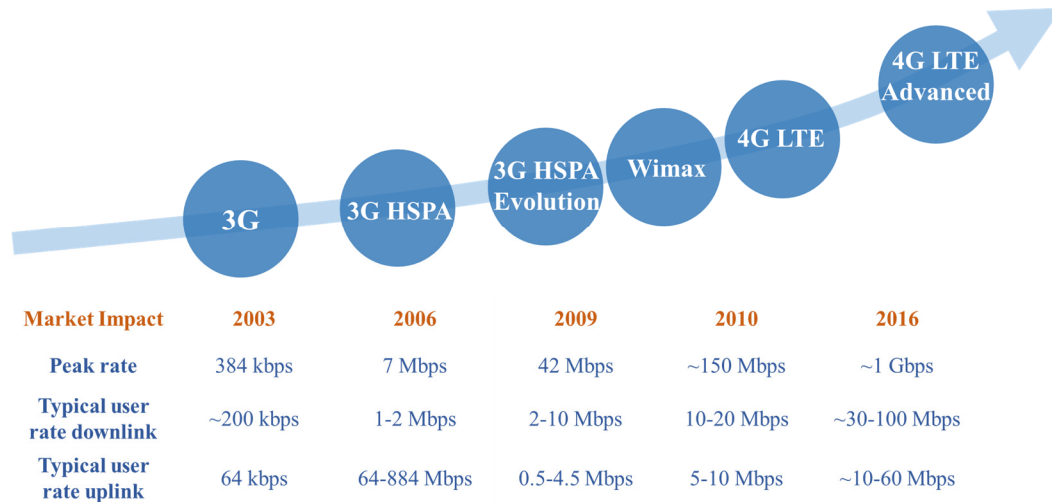 3G
3G HSPA
3G HSPA
Evolution
Wimax
4G LTE
4G LTE
Advanced
Market Impact 2003 2006 2009 2010 2016
Peak rate 384 kbps 7 Mbps 42 Mbps ~150 Mbps ~1 Gbps
Typical user
rate downlink ~200 kbps 1-2 Mbps 2-10 Mbps 10-20 Mbps ~30-100 Mbps
Typical user
rate uplink 64 kbps 64-884 Mbps 0.5-4.5 Mbps 5-10 Mbps ~10-60 Mbps